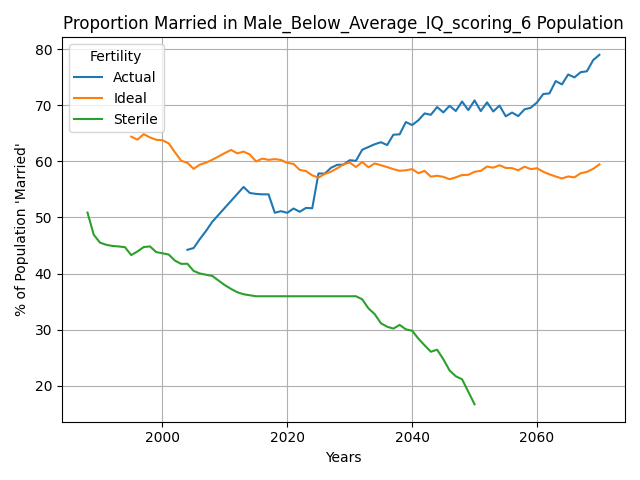 Proportion Married in Male_Below_Average_IQ_scoring_6 Population
% of Population 'Married'
80
70
60
50
40
30
20
Fertility
Actual
Ideal
Sterile
2000 2020 2040 2060
Years